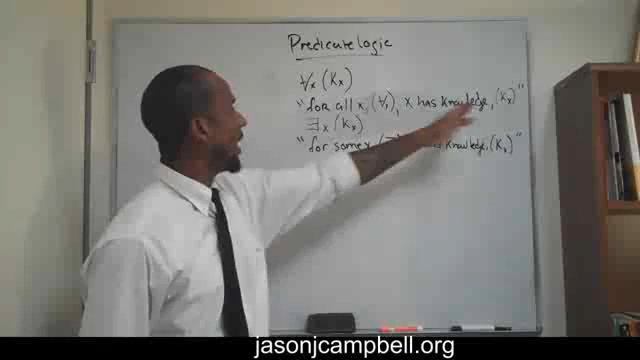 Predicate logic
∀x (Kx)
"for all x, (∀x), x has knowledge, (Kx)"
∃x (Kx)
"for some x knowledge, (Kx)"
jasonjcampbell.org